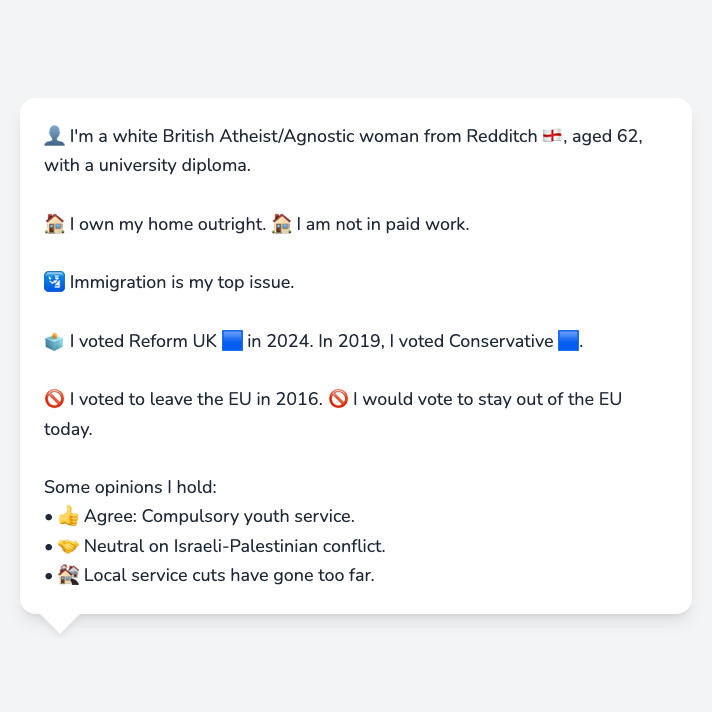 👤 I'm a white British Atheist/Agnostic woman from Redditch 🏴󠁧󠁢󠁥󠁮󠁧󠁿, aged 62,
with a university diploma.
🏠 I own my home outright. 🏠 I am not in paid work.
🛂 Immigration is my top issue.
🗳️ I voted Reform UK 🟦 in 2024. In 2019, I voted Conservative 🟦.
🚫 I voted to leave the EU in 2016. 🚫 I would vote to stay out of the EU
today.
Some opinions I hold:
• 👍 Agree: Compulsory youth service.
• 🤝 Neutral on Israeli-Palestinian conflict.
• 🏚️ Local service cuts have gone too far.